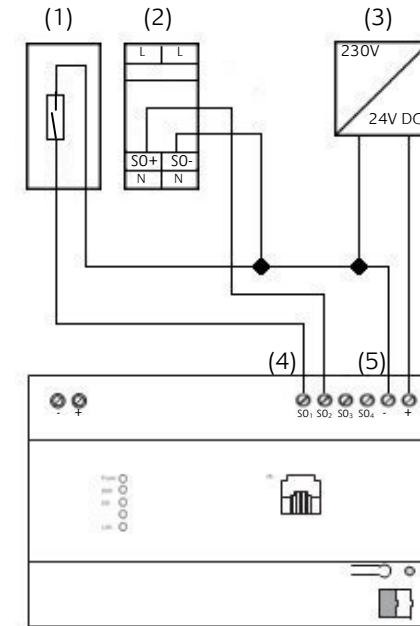 (1) (2) (3)
L L
230V
24V DC
S0+ S0-
N N
(4) (5)
- + S0₁ S0₂ S0₃ S0₄ - +